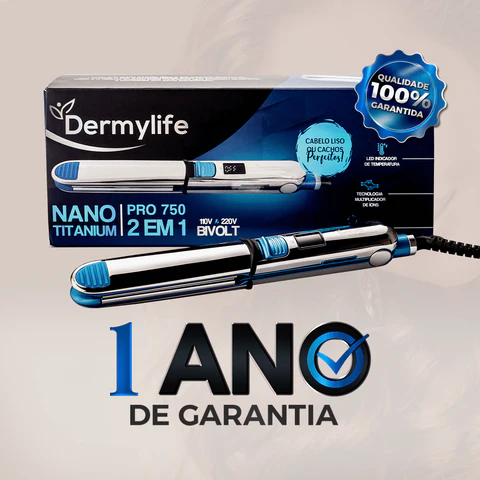 QUALIDADE
100%
GARANTIDA
Dermylife
CABELO LISO
OU CACHOS
Perfeitos!
LED INDICADOR
DE TEMPERATURA
TECNOLOGIA
MULTIPLICADOR
DE ÍONS
NANO
TITANIUM
PRO 750
2 EM 1
110V & 220V
BIVOLT
1 ANO
DE GARANTIA